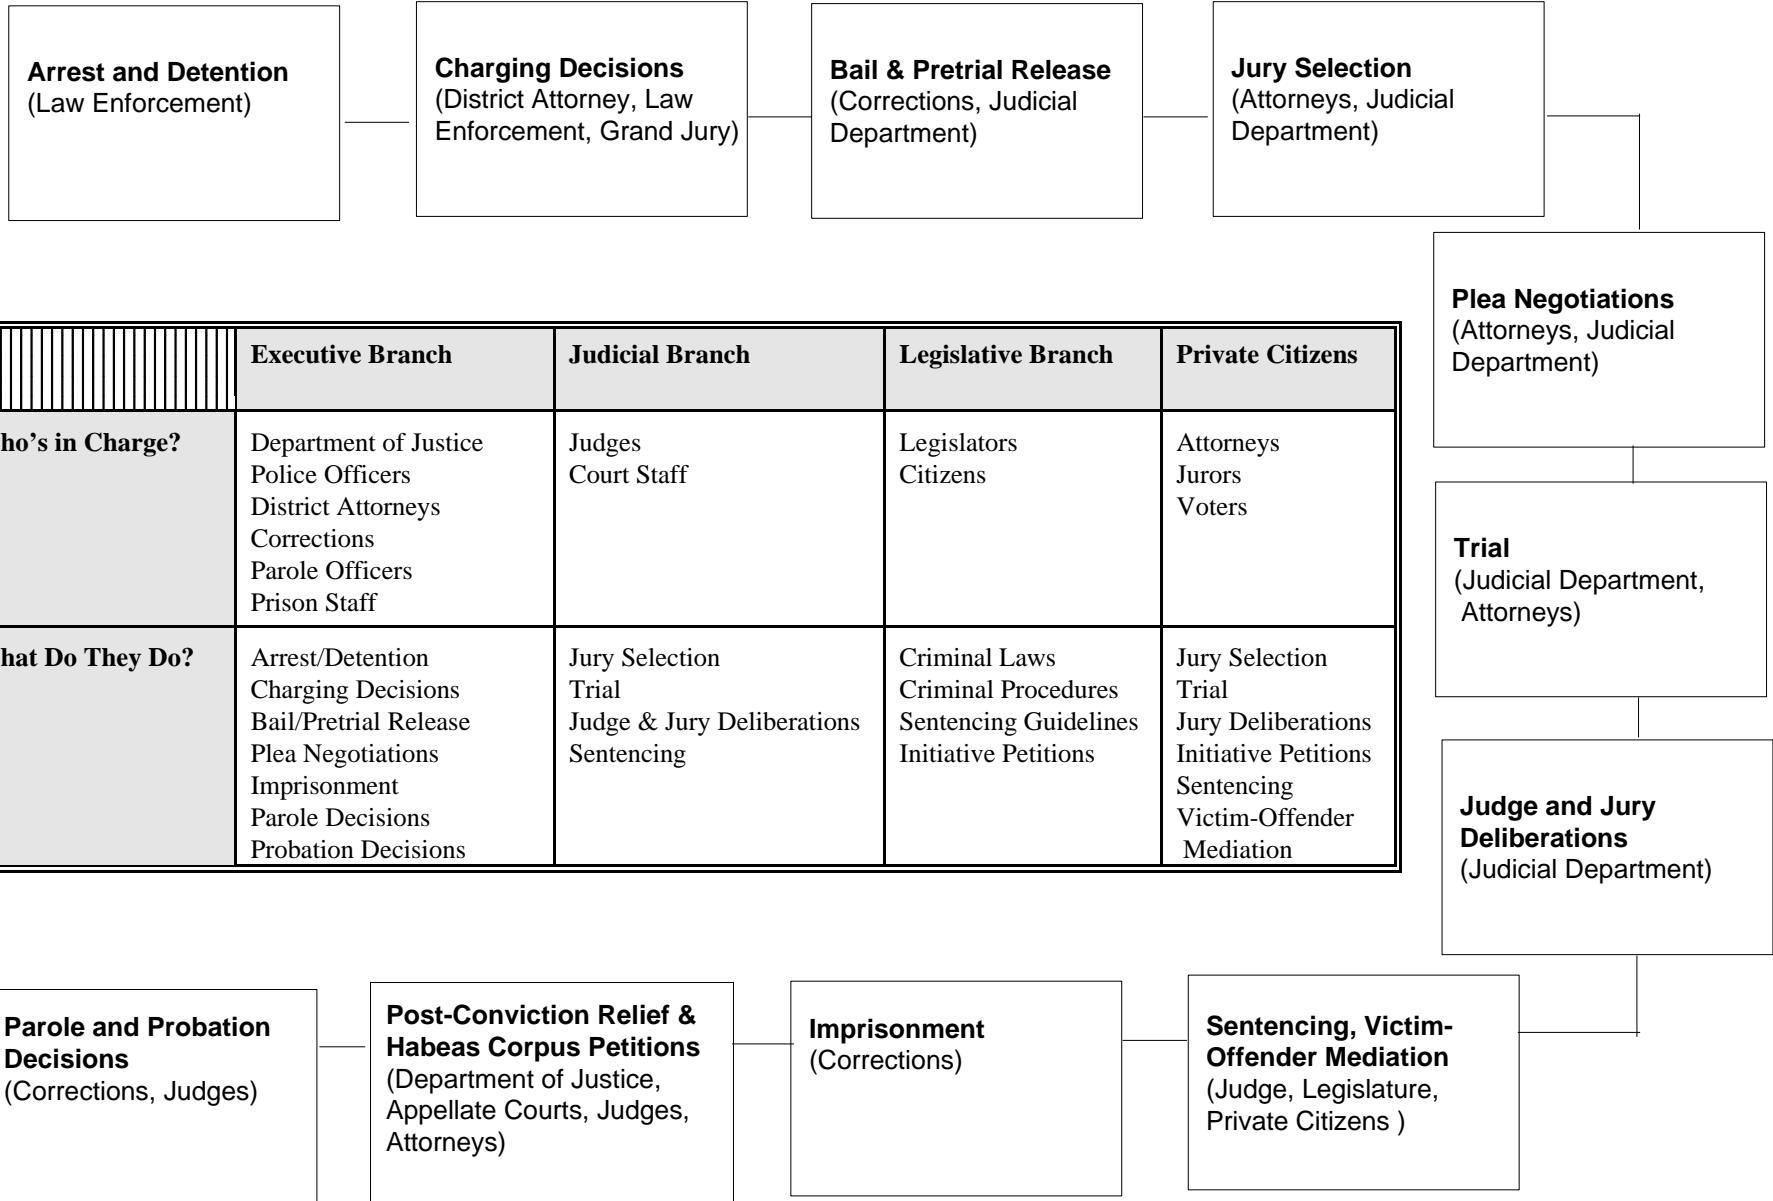 Arrest and Detention
(Law Enforcement)
Charging Decisions
(District Attorney, Law
Enforcement, Grand Jury)
Bail & Pretrial Release
(Corrections, Judicial
Department)
Jury Selection
(Attorneys, Judicial
Department)
Plea Negotiations
(Attorneys, Judicial
Department)
Trial
(Judicial Department,
Attorneys)
Judge and Jury
Deliberations
(Judicial Department)
Sentencing, Victim-
Offender Mediation
(Judge, Legislature,
Private Citizens )
Imprisonment
(Corrections)
Post-Conviction Relief &
Habeas Corpus Petitions
(Department of Justice,
Appellate Courts, Judges,
Attorneys)
Parole and Probation
Decisions
(Corrections, Judges)
Executive Branch
Judicial Branch
Legislative Branch
Private Citizens
ho's in Charge?
Department of Justice
Police Officers
District Attorneys
Corrections
Parole Officers
Prison Staff
Judges
Court Staff
Legislators
Citizens
Attorneys
Jurors
Voters
hat Do They Do?
Arrest/Detention
Charging Decisions
Bail/Pretrial Release
Plea Negotiations
Imprisonment
Parole Decisions
Probation Decisions
Jury Selection
Trial
Judge & Jury Deliberations
Sentencing
Criminal Laws
Criminal Procedures
Sentencing Guidelines
Initiative Petitions
Jury Selection
Trial
Jury Deliberations
Initiative Petitions
Sentencing
Victim-Offender
Mediation